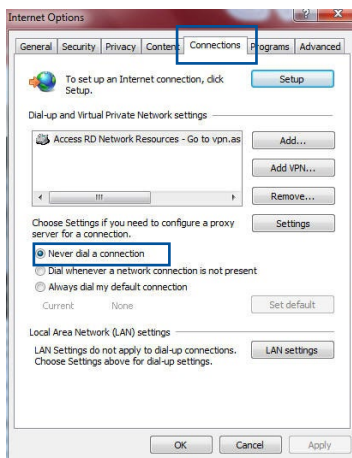 Internet Options
General Security Privacy Content Connections Programs Advanced
To set up an Internet connection, click
Setup.
Setup
Dial-up and Virtual Private Network settings
Access RD Network Resources - Go to vpn.as
Add...
Add VPN...
Remove...
Choose Settings if you need to configure a proxy
server for a connection.
Settings
Never dial a connection
Dial whenever a network connection is not present
Always dial my default connection
Current None
Set default
Local Area Network (LAN) settings
LAN Settings do not apply to dial-up connections.
Choose Settings above for dial-up settings.
LAN settings
OK Cancel Apply